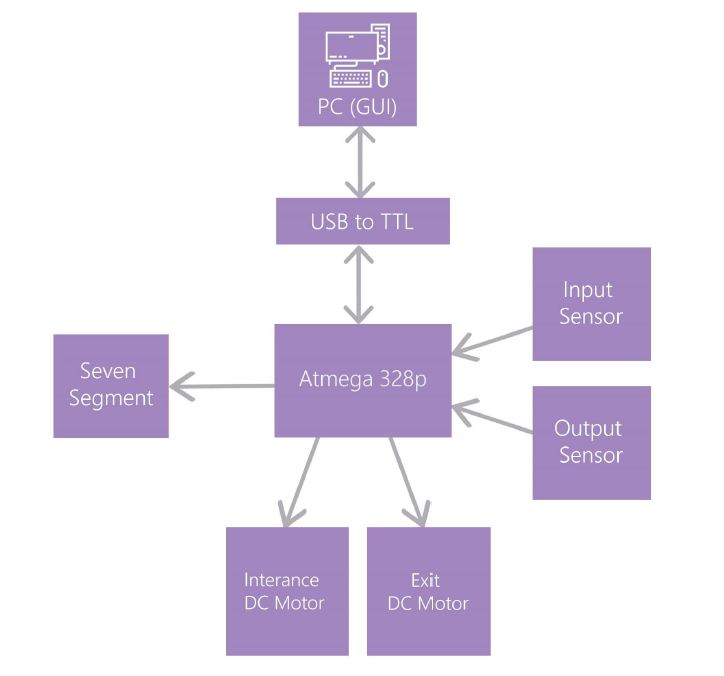 PC (GUI)
USB to TTL
Input
Sensor
Atmega 328p
Seven
Segment
Output
Sensor
Interance
DC Motor
Exit
DC Motor